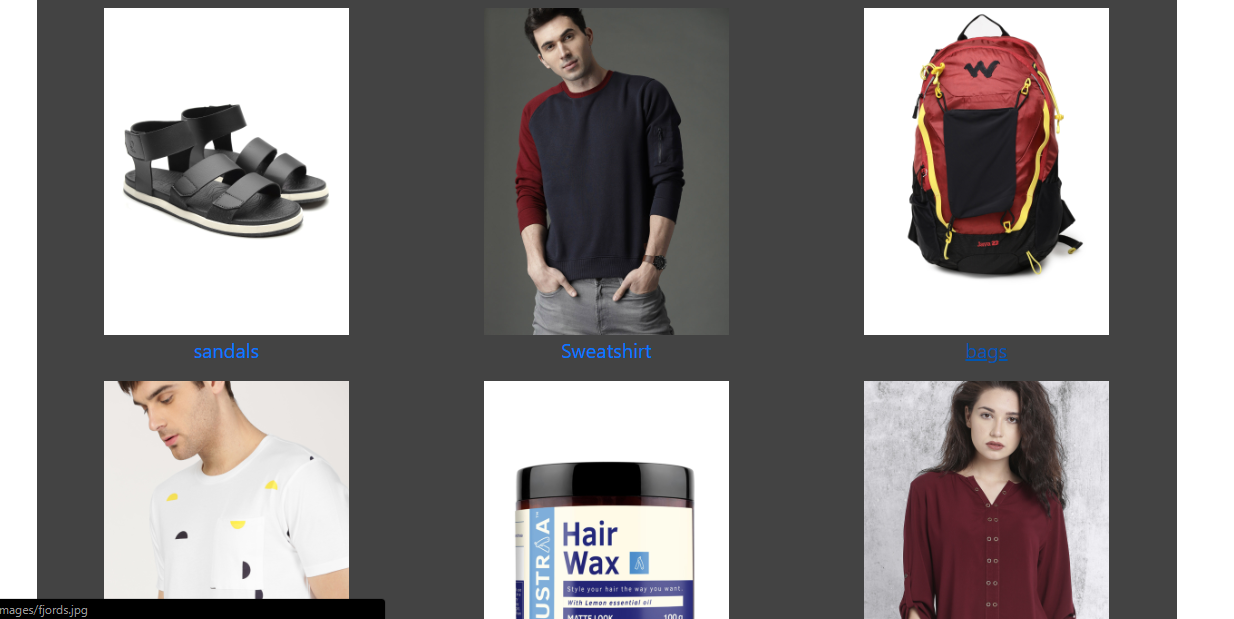 sandals
Sweatshirt
bags
USTRAA
Hair
Wax
Style your hair the way you want.
With Lemon essential oil
MATTE LOOK 100g
mages/fjords.jpg